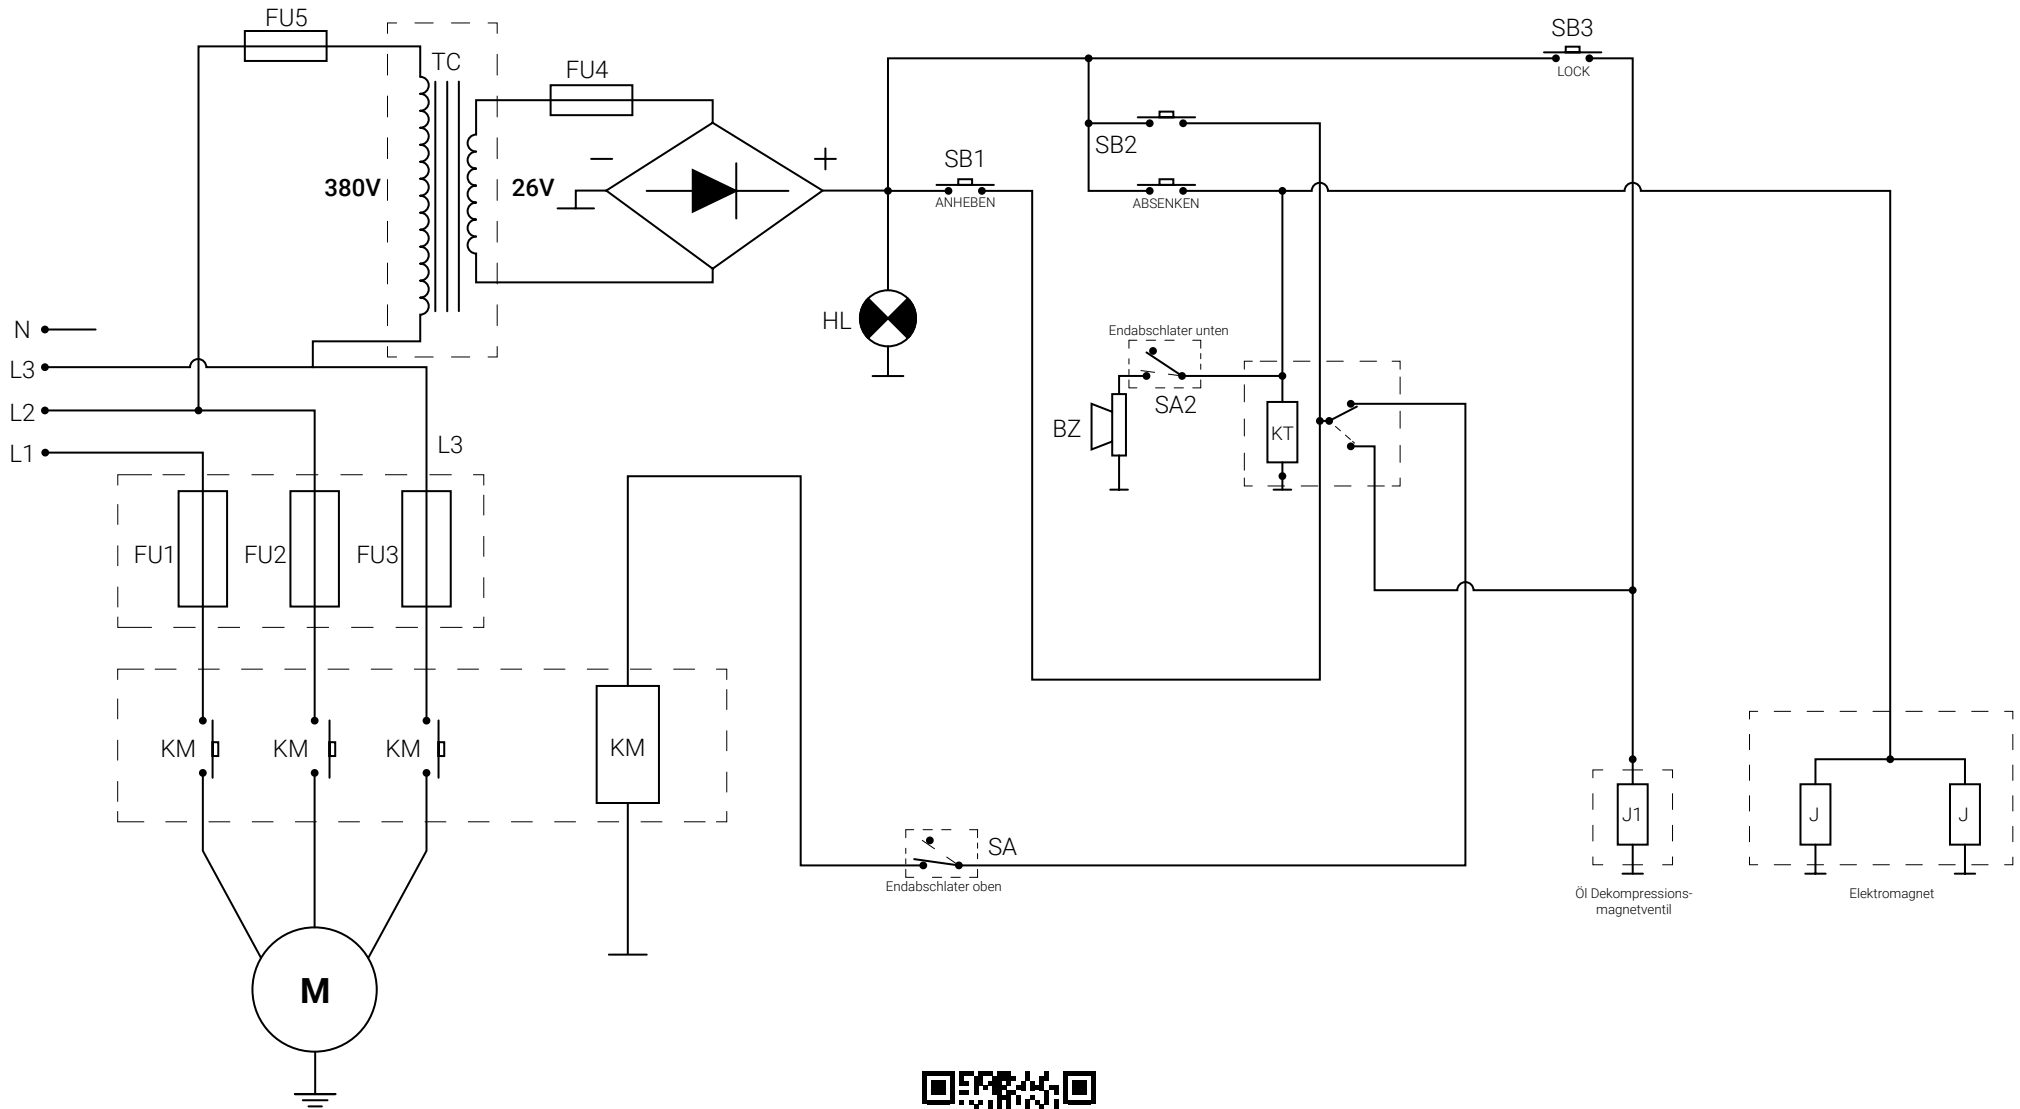 FU5
SB3
TC
FU4
LOCK
SB2
− +
SB1
380V
26V
ANHEBEN
ABSENKEN
HL
N
Endabschlater unten
L3
SA2
L2
BZ
KT
L3
L1
FU1
FU2
FU3
KM
KM
KM
KM
J1
J
J
SA
Endabschlater oben
Öl Dekompressions-
magnetventil
Elektromagnet
M